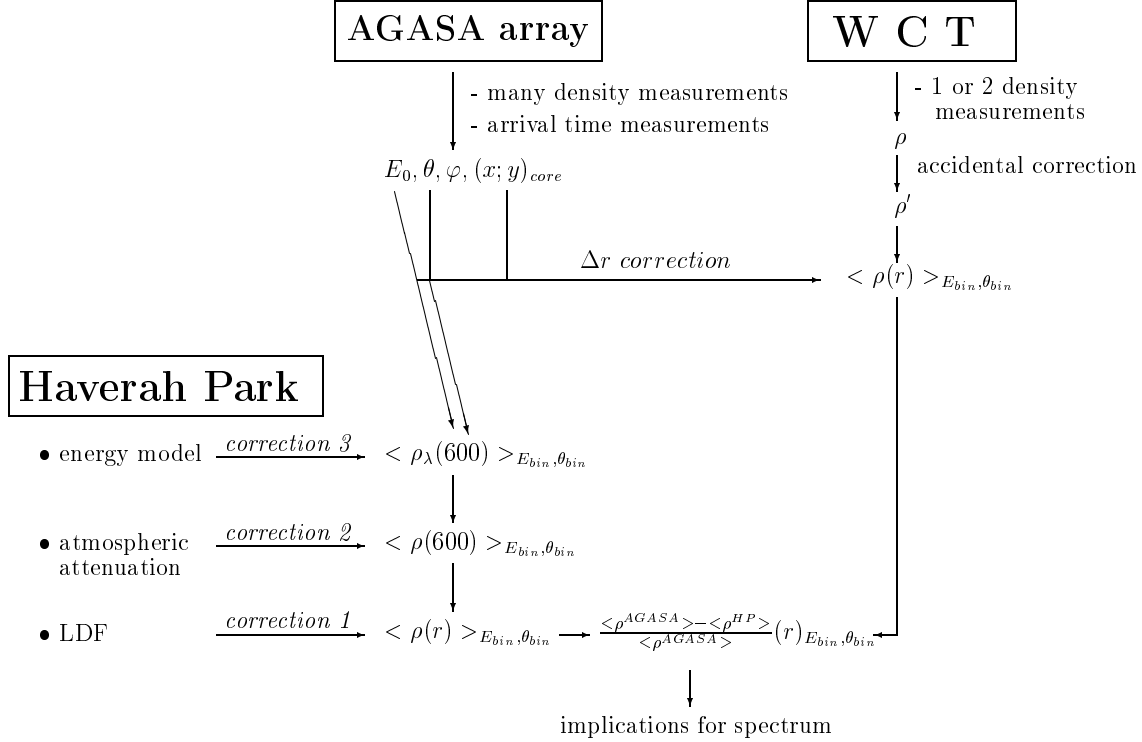 AGASA array
W C T
- many density measurements
- arrival time measurements
- 1 or 2 density
measurements
ρ
accidental correction
ρ′
E₀, θ, φ, (x; y)core
Δr correction
< ρ(r) >Ebin,θbin
Haverah Park
• energy model
correction 3
< ρλ(600) >Ebin,θbin
• atmospheric
attenuation
correction 2
< ρ(600) >Ebin,θbin
• LDF
correction 1
< ρ(r) >Ebin,θbin
<ρAGASA>−<ρHP>
<ρAGASA>
(r)Ebin,θbin
implications for spectrum